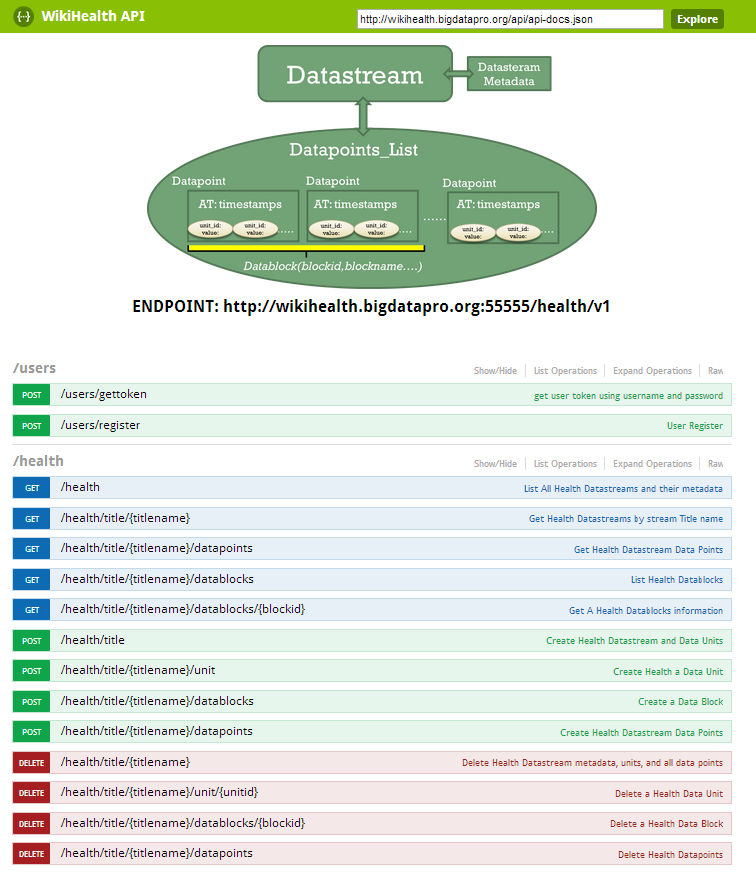 {··} WikiHealth API
http://wikihealth.bigdatapro.org/api/api-docs.json
Explore
Datastream
Datasteram
Metadata
Datapoints_List
Datapoint Datapoint Datapoint
AT: timestamps AT: timestamps AT: timestamps
unit_id: unit_id: unit_id: unit_id: unit_id: unit_id:
value: value: ..... value: value: .... ...... value: value: ....
Datablock(blockid,blockname....)
ENDPOINT: http://wikihealth.bigdatapro.org:55555/health/v1
/users Show/Hide List Operations Expand Operations Raw
POST /users/gettoken get user token using username and password
POST /users/register User Register
/health Show/Hide List Operations Expand Operations Raw
GET /health List All Health Datastreams and their metadata
GET /health/title/{titlename} Get Health Datastreams by stream Title name
GET /health/title/{titlename}/datapoints Get Health Datastream Data Points
GET /health/title/{titlename}/datablocks List Health Datablocks
GET /health/title/{titlename}/datablocks/{blockid} Get A Health Datablocks information
POST /health/title Create Health Datastream and Data Units
POST /health/title/{titlename}/unit Create Health a Data Unit
POST /health/title/{titlename}/datablocks Create a Data Block
POST /health/title/{titlename}/datapoints Create Health Datastream Data Points
DELETE /health/title/{titlename} Delete Health Datastream metadata, units, and all data points
DELETE /health/title/{titlename}/unit/{unitid} Delete a Health Data Unit
DELETE /health/title/{titlename}/datablocks/{blockid} Delete a Health Data Block
DELETE /health/title/{titlename}/datapoints Delete Health Datapoints